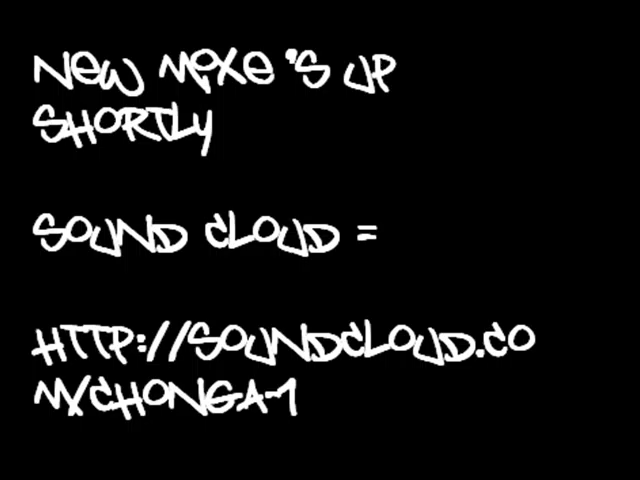 NEW MIXE'S UP
SHORTLY
SOUND CLOUD =
HTTP://SOUNDCLOUD.CO
M/CHONGA-1